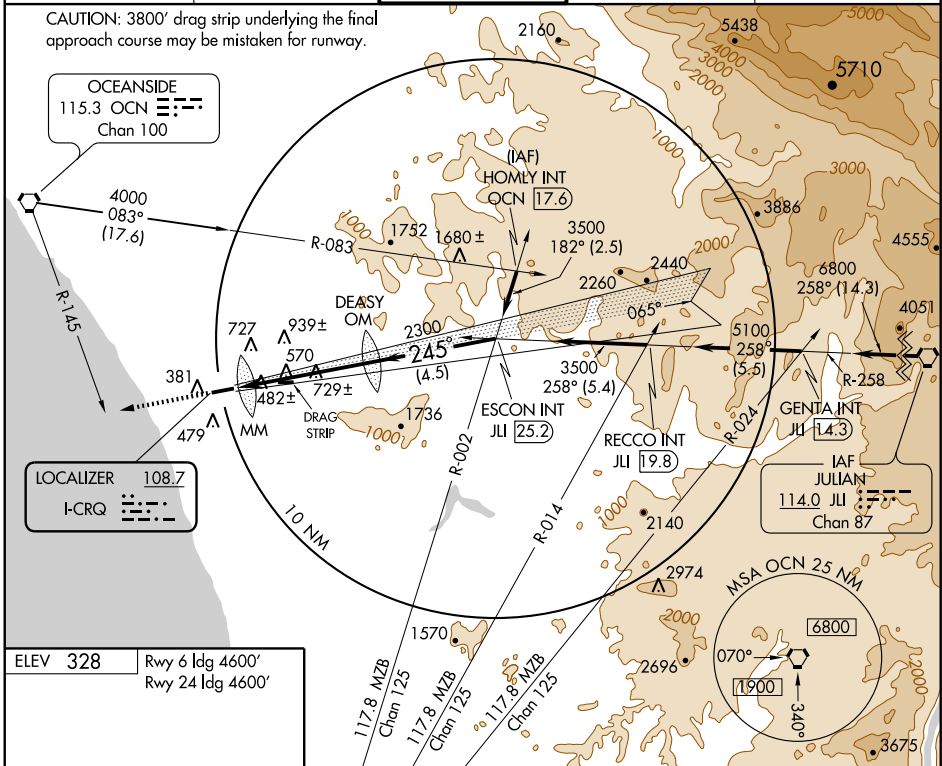 CAUTION: 3800' drag strip underlying the final
approach course may be mistaken for runway.
OCEANSIDE
115.3 OCN
Chan 100
2160
5438
5000
4000
3000
2000
5710
1000
3000
(IAF)
HOMLY INT
OCN 17.6
4000
083°
(17.6)
R-083
1000
1752
1680 ±
3500
182° (2.5)
2000
3886
4555
R-145
2260
2440
6800
258° (14.3)
4051
DEASY
OM
065°
727
939±
2300
245°
(4.5)
5100
258°
(5.5)
381
570
482±
729±
3500
258° (5.4)
R-258
479
MM
DRAG
STRIP
1736
1000
ESCON INT
JLI 25.2
RECCO INT
JLI 19.8
R-024
GENTA INT
JLI 14.3
LOCALIZER 108.7
I-CRQ
R-002
R-014
IAF
JULIAN
114.0 JLI
Chan 87
10 NM
1000
2140
2974
MSA OCN 25 NM
6800
070°
1900
340°
1570
2000
2696
2000
3675
117.8 MZB
Chan 125
117.8 MZB
Chan 125
117.8 MZB
Chan 125
ELEV 328
Rwy 6 ldg 4600'
Rwy 24 ldg 4600'